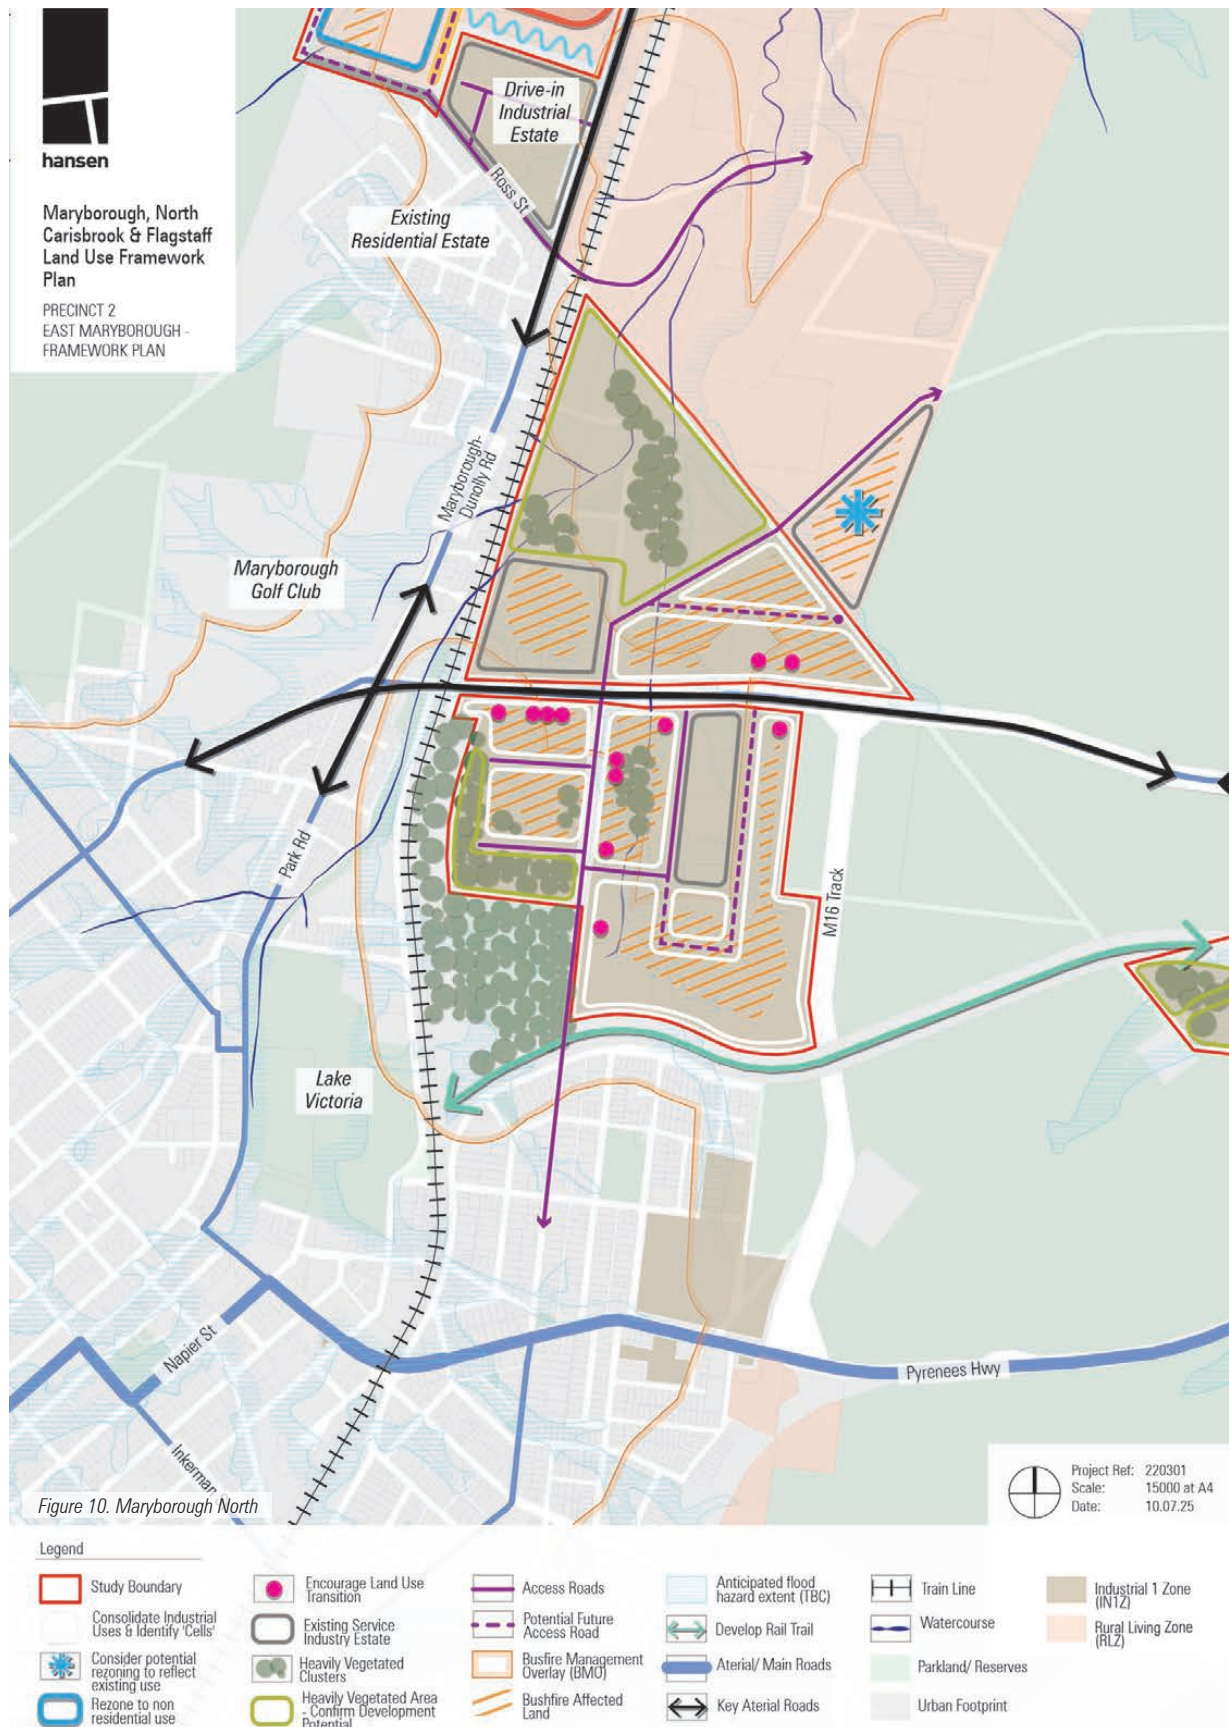 hansen
Maryborough, North
Carisbrook & Flagstaff
Land Use Framework
Plan
PRECINCT 2
EAST MARYBOROUGH -
FRAMEWORK PLAN
Drive-in
Industrial
Estate
Ross St
Existing
Residential Estate
Maryborough-
Dunolly Rd
Maryborough
Golf Club
Park Rd
M16 Track
Lake
Victoria
Napier St
Pyrenees Hwy
Inkerman
Figure 10. Maryborough North
Project Ref: 220301
Scale: 15000 at A4
Date: 10.07.25
Legend
Study Boundary
Consolidate Industrial
Uses & Identify 'Cells'
Consider potential
rezoning to reflect
existing use
Rezone to non
residential use
Encourage Land Use
Transition
Existing Service
Industry Estate
Heavily Vegetated
Clusters
Heavily Vegetated Area
- Confirm Development
Potential
Access Roads
Potential Future
Access Road
Busfire Management
Overlay (BMO)
Bushfire Affected
Land
Anticipated flood
hazard extent (TBC)
Develop Rail Trail
Aterial/ Main Roads
Key Aterial Roads
Train Line
Watercourse
Parkland/ Reserves
Urban Footprint
Industrial 1 Zone
(IN1Z)
Rural Living Zone
(RLZ)